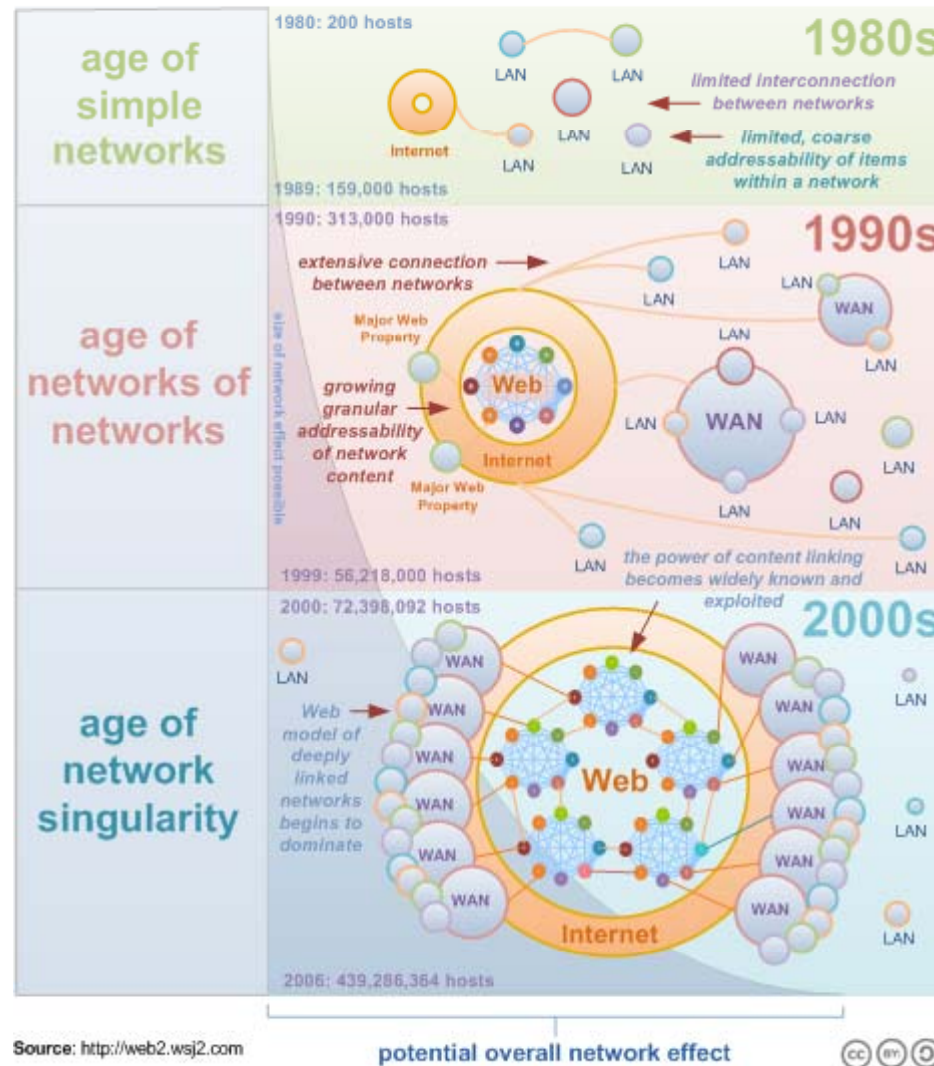 age of
simple
networks
1980: 200 hosts
1980s
LAN
LAN
limited interconnection
between networks
LAN
Internet
LAN
LAN
limited, coarse
addressability of items
within a network
1989: 159,000 hosts
age of
networks of
networks
1990: 313,000 hosts
1990s
extensive connection
between networks
LAN
LAN
LAN
WAN
LAN
size of network effect possible
Major Web
Property
Web
growing
granular
addressability
of network
content
Internet
Major Web
Property
LAN
LAN
WAN
LAN
LAN
LAN
LAN
LAN
LAN
1999: 56,218,000 hosts
the power of content linking
becomes widely known and
exploited
age of
network
singularity
2000: 72,398,092 hosts
2000s
LAN
Web
model of
deeply
linked
networks
begins to
dominate
WAN
WAN
WAN
WAN
WAN
WAN
Web
Internet
WAN
WAN
WAN
WAN
WAN
WAN
LAN
LAN
LAN
2006: 439,286,364 hosts
Source: http://web2.wsj2.com
potential overall network effect
cc BY: